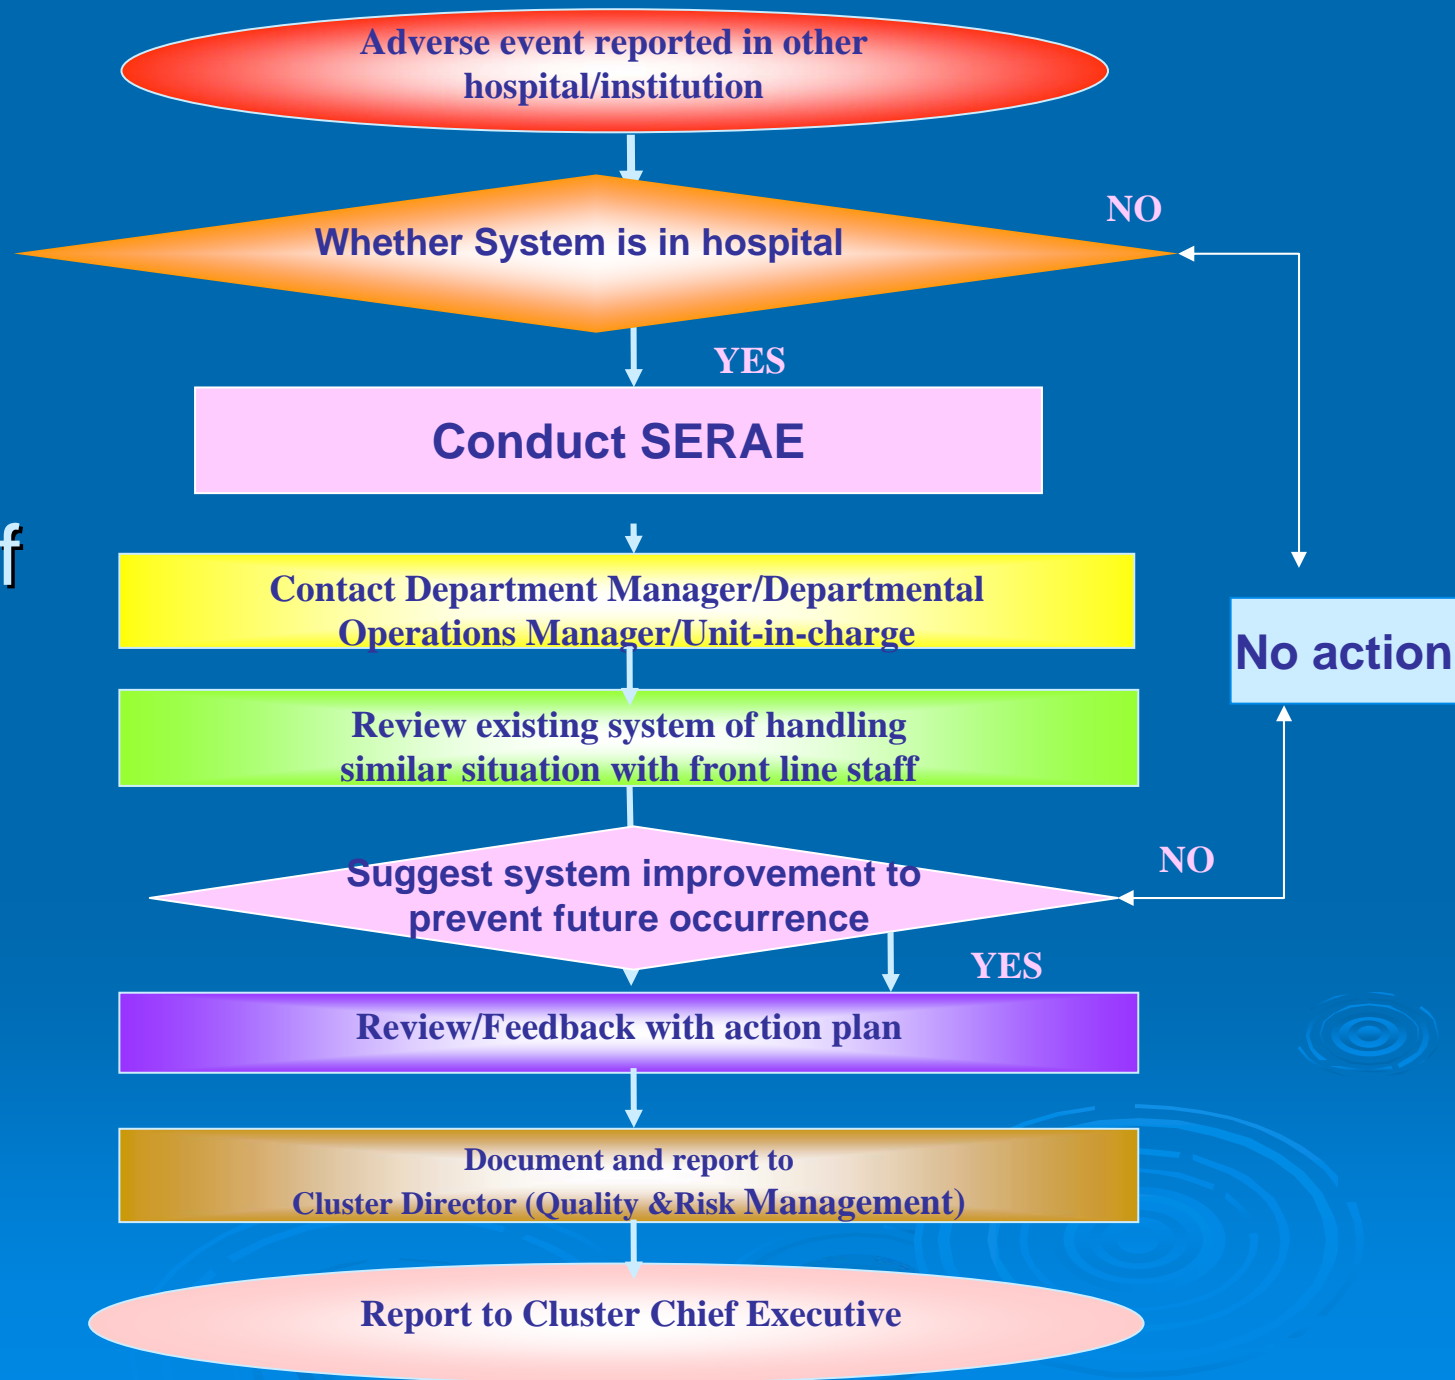 Adverse event reported in other
hospital/institution
NO
Whether System is in hospital
YES
Conduct SERAE
f
Contact Department Manager/Departmental
Operations Manager/Unit-in-charge
No action
Review existing system of handling
similar situation with front line staff
NO
Suggest system improvement to
prevent future occurrence
YES
Review/Feedback with action plan
Document and report to
Cluster Director (Quality &Risk Management)
Report to Cluster Chief Executive